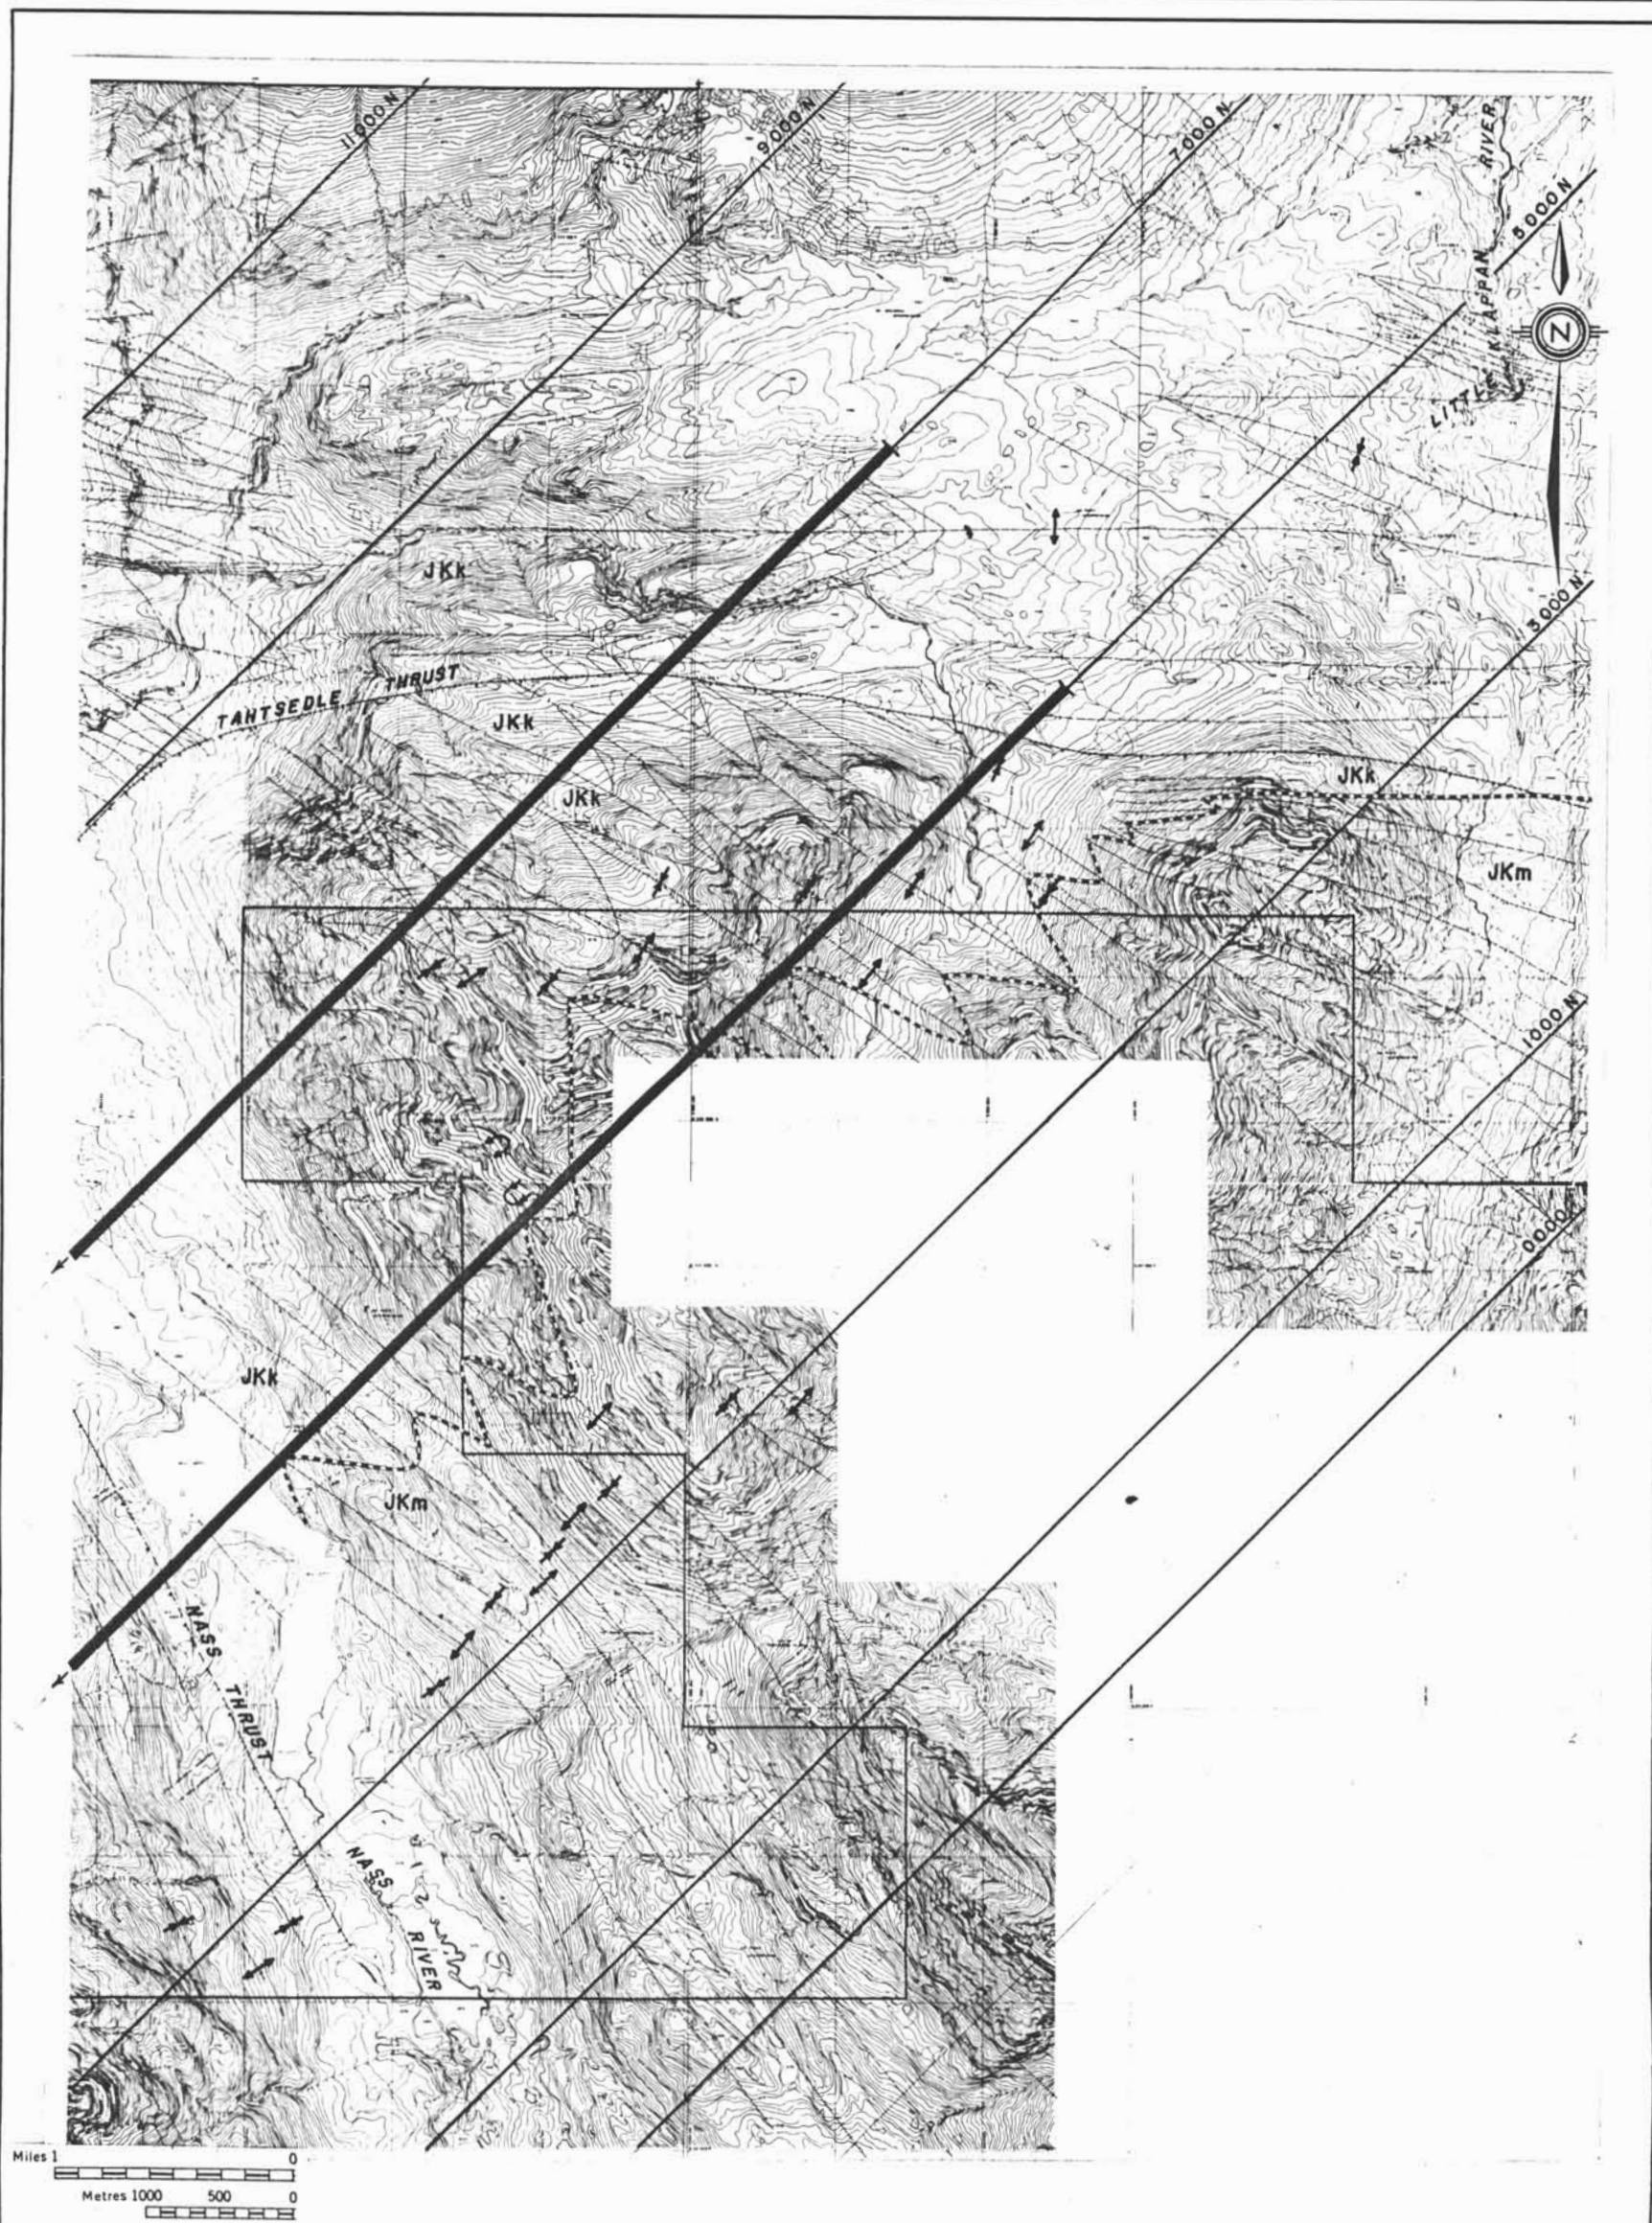 11000 N
9000 N
7000 N
5000 N
LITTLE KLAPPAN RIVER
N
3000 N
JKk
TAHTSEDLE THRUST
JKk
JKk
JKk
JKm
1000 N
0000 N
JKk
JKm
NASS THRUST
NASS RIVER
Miles 1 0
Metres 1000 500 0